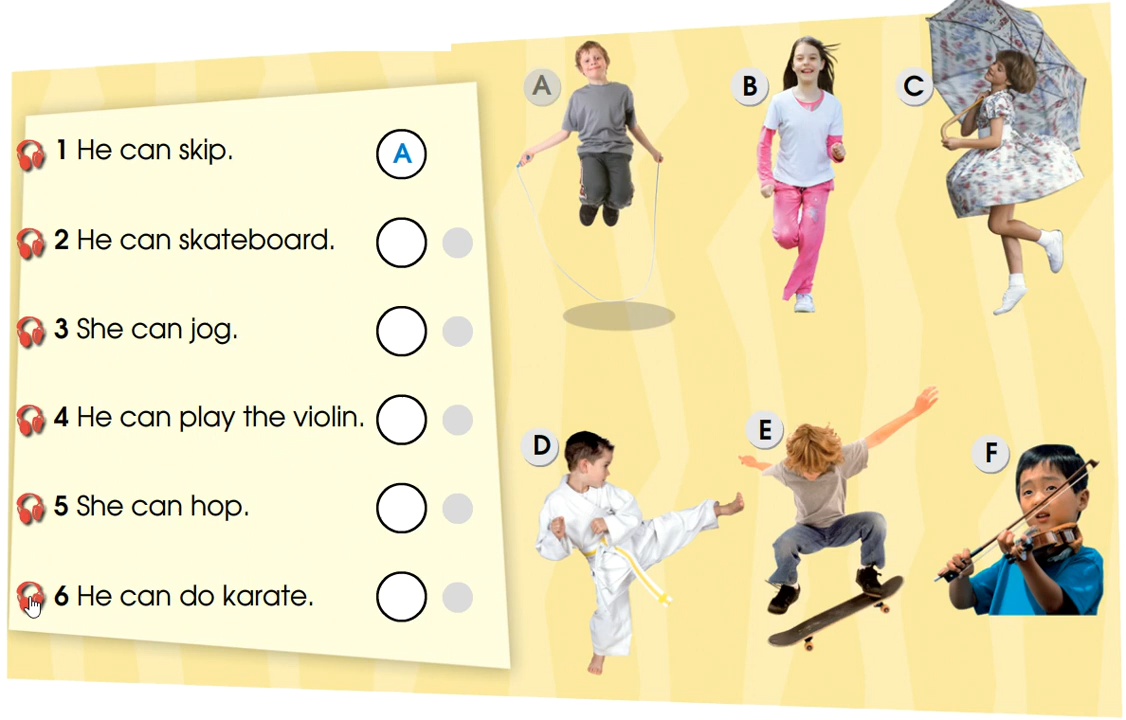 1 He can skip. A
2 He can skateboard.
3 She can jog.
4 He can play the violin.
5 She can hop.
6 He can do karate.
A
B
C
D
E
F